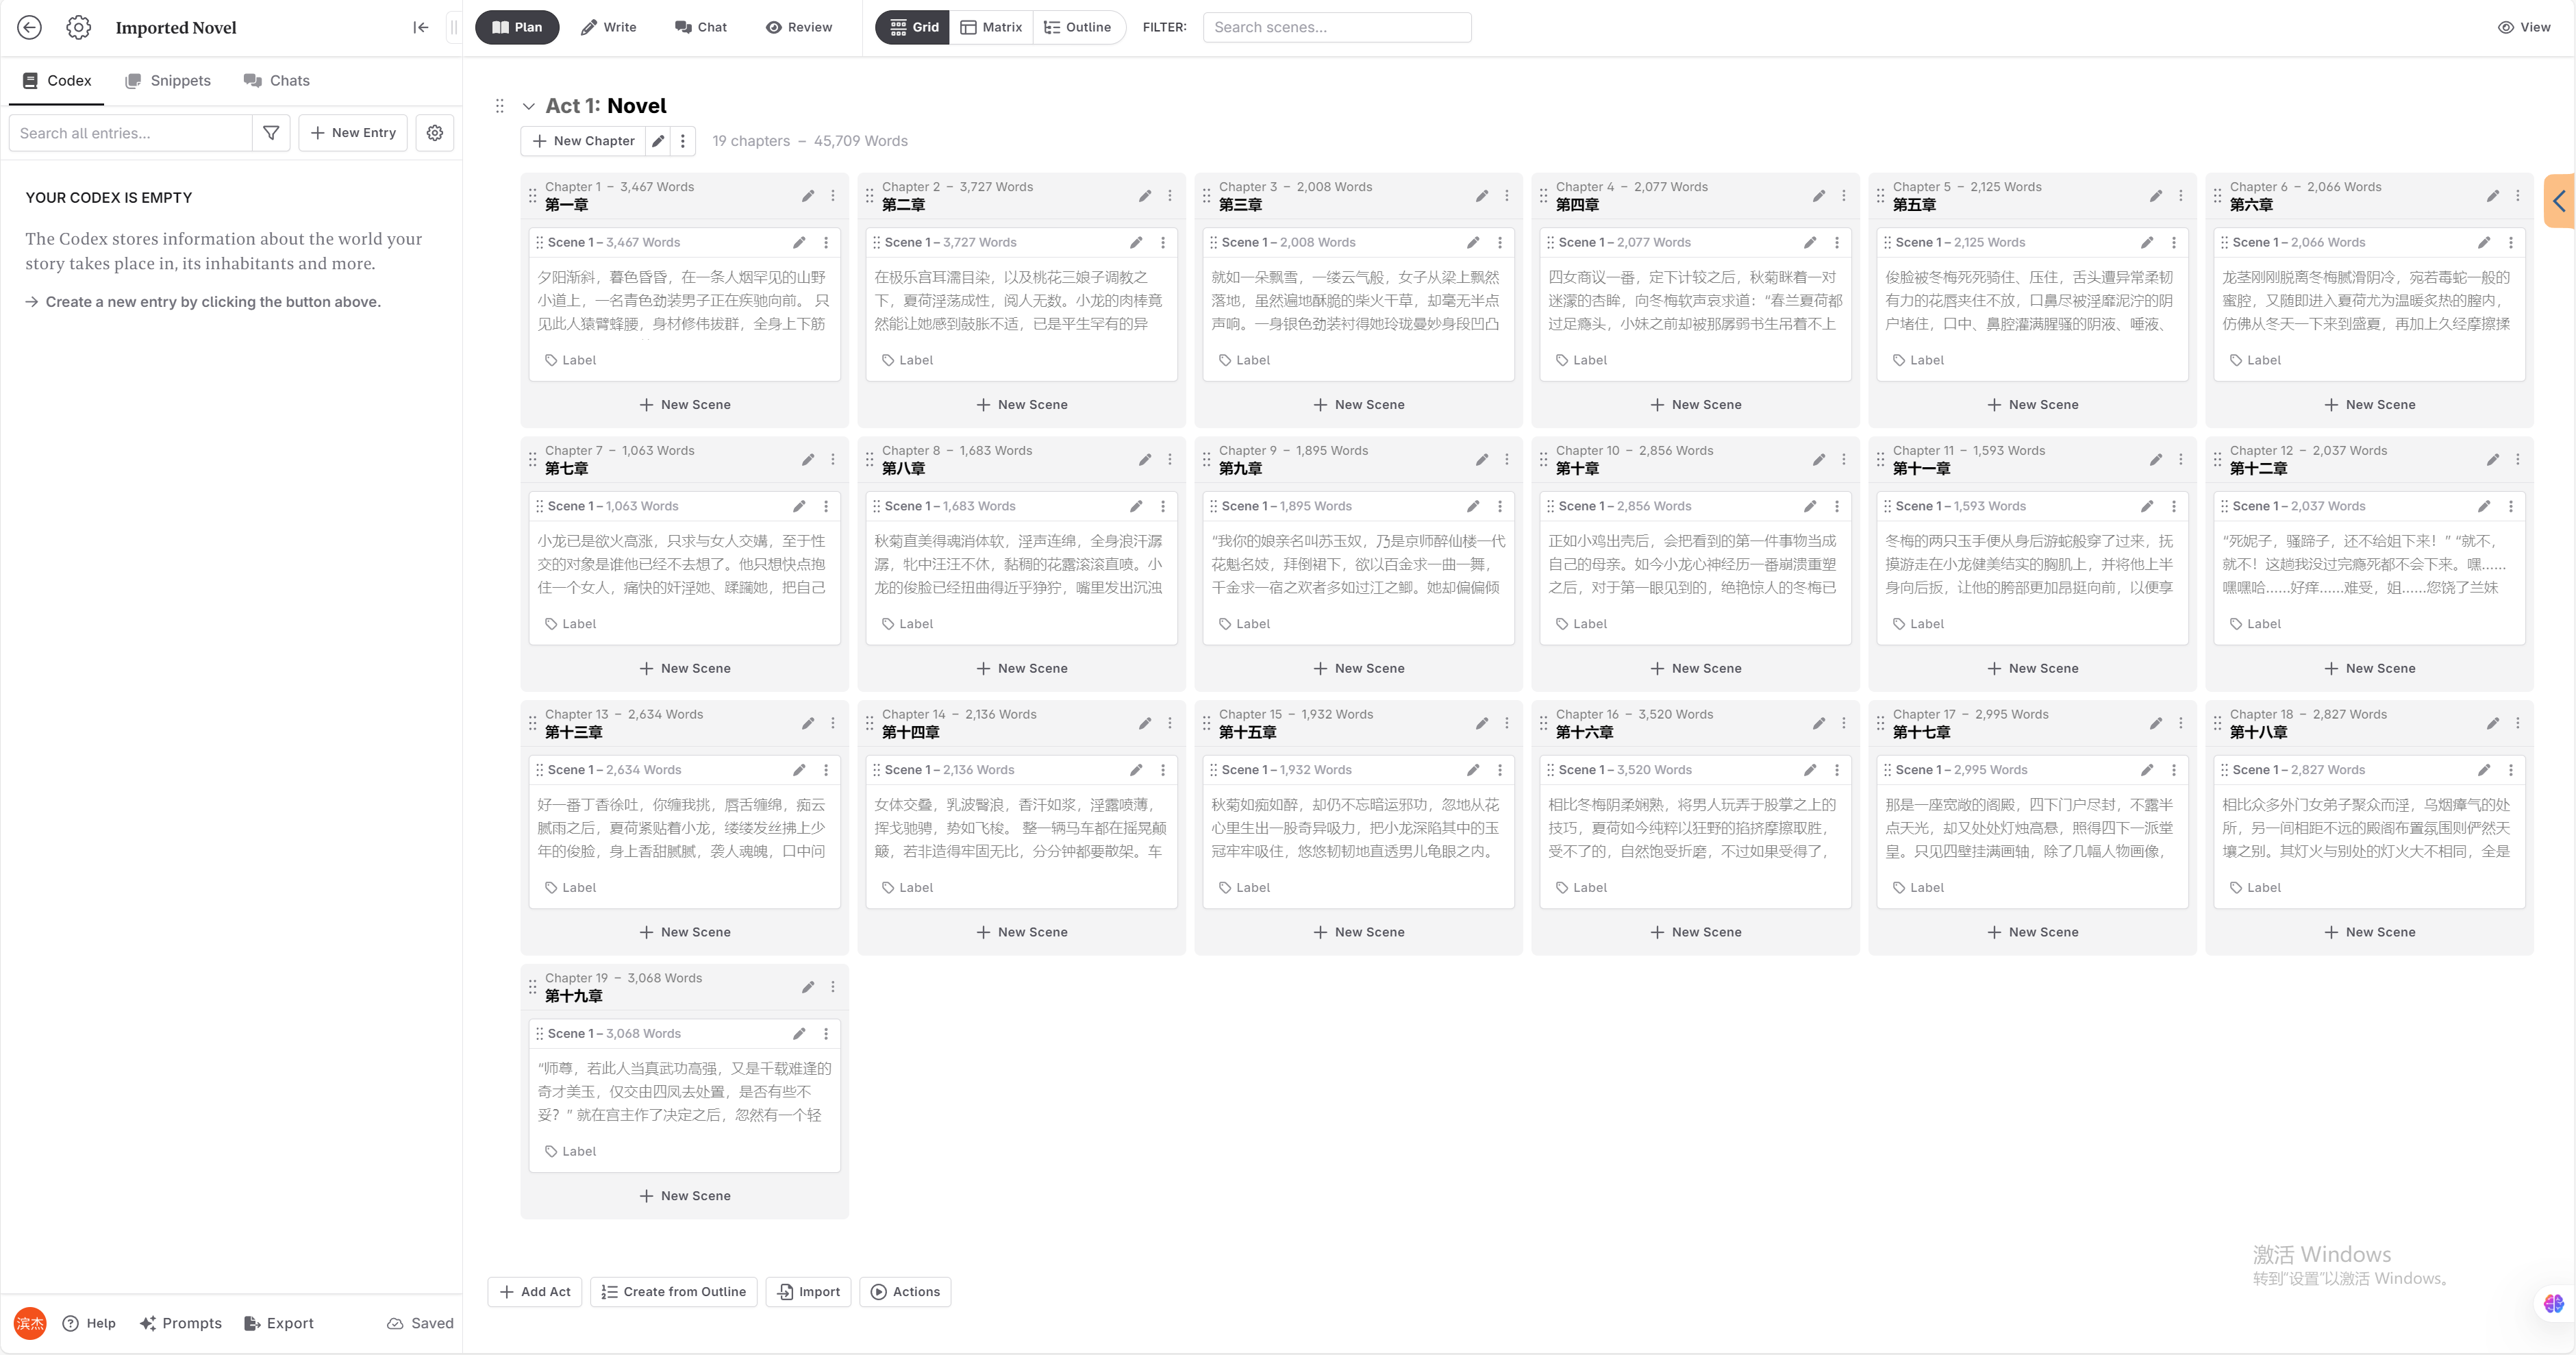 Imported Novel
Plan
Write
Chat
Review
Grid
Matrix
Outline
FILTER:
Search scenes...
View
Codex
Snippets
Chats
Search all entries...
New Entry
YOUR CODEX IS EMPTY
The Codex stores information about the world your
story takes place in, its inhabitants and more.
→ Create a new entry by clicking the button above.
Act 1: Novel
New Chapter
19 chapters – 45,709 Words
Chapter 1 – 3,467 Words
第一章
Scene 1 – 3,467 Words
夕阳渐斜，暮色昏昏，在一条人烟罕见的山野
小道上，一名青色劲装男子正在疾驰向前。 只
见此人猿臂蜂腰，身材修伟拔群，全身上下筋
Label
New Scene
Chapter 2 – 3,727 Words
第二章
Scene 1 – 3,727 Words
在极乐宫耳濡目染，以及桃花三娘子调教之
下，夏荷淫荡成性，阅人无数。小龙的肉棒竟
然能让她感到鼓胀不适，已是平生罕有的异
Label
New Scene
Chapter 3 – 2,008 Words
第三章
Scene 1 – 2,008 Words
就如一朵飘雪，一缕云气般，女子从梁上飘然
落地，虽然遍地酥脆的柴火干草，却毫无半点
声响。一身银色劲装衬得她玲珑曼妙身段凹凸
Label
New Scene
Chapter 4 – 2,077 Words
第四章
Scene 1 – 2,077 Words
四女商议一番，定下计较之后，秋菊眯着一对
迷蒙的杏眸，向冬梅软声哀求道：“春兰夏荷都
过足瘾头，小妹之前却被那孱弱书生吊着不上
Label
New Scene
Chapter 5 – 2,125 Words
第五章
Scene 1 – 2,125 Words
俊脸被冬梅死死骑住、压住，舌头遭异常柔韧
有力的花唇夹住不放，口鼻尽被淫靡泥泞的阴
户堵住，口中、鼻腔灌满腥骚的阴液、唾液、
Label
New Scene
Chapter 6 – 2,066 Words
第六章
Scene 1 – 2,066 Words
龙茎刚刚脱离冬梅腻滑阴冷，宛若毒蛇一般的
蜜腔，又随即进入夏荷尤为温暖炙热的膣内，
仿佛从冬天一下来到盛夏，再加上久经摩擦揉
Label
New Scene
Chapter 7 – 1,063 Words
第七章
Scene 1 – 1,063 Words
小龙已是欲火高涨，只求与女人交媾，至于性
交的对象是谁他已经不去想了。他只想快点抱
住一个女人，痛快的奸淫她、蹂躏她，把自己
Label
New Scene
Chapter 8 – 1,683 Words
第八章
Scene 1 – 1,683 Words
秋菊直美得魂消体软，淫声连绵，全身浪汗潺
潺，牝中汪汪不休，黏稠的花露滚滚直喷。小
龙的俊脸已经扭曲得近乎狰狞，嘴里发出沉浊
Label
New Scene
Chapter 9 – 1,895 Words
第九章
Scene 1 – 1,895 Words
“我你的娘亲名叫苏玉奴，乃是京师醉仙楼一代
花魁名妓，拜倒裙下，欲以百金求一曲一舞，
千金求一宿之欢者多如过江之鲫。她却偏偏倾
Label
New Scene
Chapter 10 – 2,856 Words
第十章
Scene 1 – 2,856 Words
正如小鸡出壳后，会把看到的第一件事物当成
自己的母亲。如今小龙心神经历一番崩溃重塑
之后，对于第一眼见到的，绝艳惊人的冬梅已
Label
New Scene
Chapter 11 – 1,593 Words
第十一章
Scene 1 – 1,593 Words
冬梅的两只玉手便从身后游蛇般穿了过来，抚
摸游走在小龙健美结实的胸肌上，并将他上半
身向后扳，让他的胯部更加昂挺向前，以便享
Label
New Scene
Chapter 12 – 2,037 Words
第十二章
Scene 1 – 2,037 Words
“死妮子，骚蹄子，还不给姐下来！” “就不，
就不！这趟我没过完瘾死都不会下来。嘿……
嘿嘿哈……好痒……难受，姐……您饶了兰妹
Label
New Scene
Chapter 13 – 2,634 Words
第十三章
Scene 1 – 2,634 Words
好一番丁香徐吐，你缠我挑，唇舌缠绵，痴云
腻雨之后，夏荷紧贴着小龙，缕缕发丝拂上少
年的俊脸，身上香甜腻腻，袭人魂魄，口中问
Label
New Scene
Chapter 14 – 2,136 Words
第十四章
Scene 1 – 2,136 Words
女体交叠，乳波臀浪，香汗如浆，淫露喷薄，
挥戈驰骋，势如飞梭。 整一辆马车都在摇晃颠
簸，若非造得牢固无比，分分钟都要散架。车
Label
New Scene
Chapter 15 – 1,932 Words
第十五章
Scene 1 – 1,932 Words
秋菊如痴如醉，却仍不忘暗运邪功，忽地从花
心里生出一股奇异吸力，把小龙深陷其中的玉
冠牢牢吸住，悠悠韧韧地直透男儿龟眼之内。
Label
New Scene
Chapter 16 – 3,520 Words
第十六章
Scene 1 – 3,520 Words
相比冬梅阴柔娴熟，将男人玩弄于股掌之上的
技巧，夏荷如今纯粹以狂野的掐挤摩擦取胜，
受不了的，自然饱受折磨，不过如果受得了，
Label
New Scene
Chapter 17 – 2,995 Words
第十七章
Scene 1 – 2,995 Words
那是一座宽敞的阁殿，四下门户尽封，不露半
点天光，却又处处灯烛高悬，照得四下一派堂
皇。只见四壁挂满画轴，除了几幅人物画像，
Label
New Scene
Chapter 18 – 2,827 Words
第十八章
Scene 1 – 2,827 Words
相比众多外门女弟子聚众而淫，乌烟瘴气的处
所，另一间相距不远的殿阁布置氛围则俨然天
壤之别。其灯火与别处的灯火大不相同，全是
Label
New Scene
Chapter 19 – 3,068 Words
第十九章
Scene 1 – 3,068 Words
“师尊，若此人当真武功高强，又是千载难逢的
奇才美玉，仅交由四凤去处置，是否有些不
妥？” 就在宫主作了决定之后，忽然有一个轻
Label
New Scene
Add Act
Create from Outline
Import
Actions
激活 Windows
转到“设置”以激活 Windows。
滨杰
Help
Prompts
Export
Saved